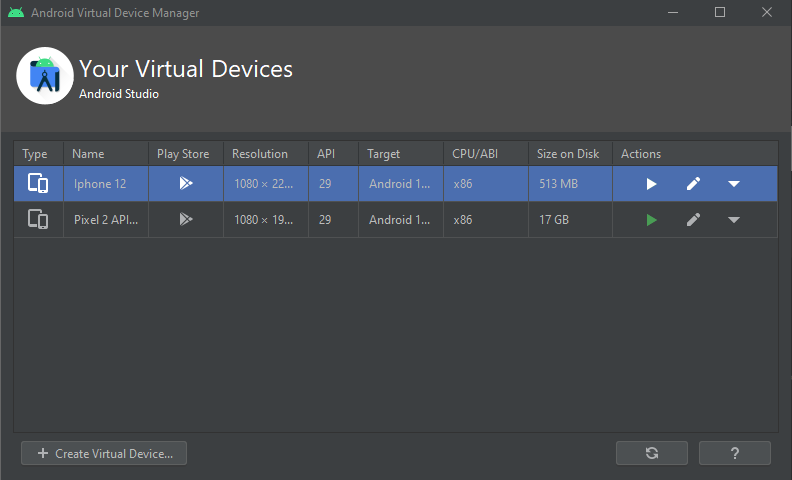 Android Virtual Device Manager
Your Virtual Devices
Android Studio
Type Name Play Store Resolution API Target CPU/ABI Size on Disk Actions
Iphone 12 1080 × 22... 29 Android 1... x86 513 MB
Pixel 2 API... 1080 × 19... 29 Android 1... x86 17 GB
+ Create Virtual Device... ?